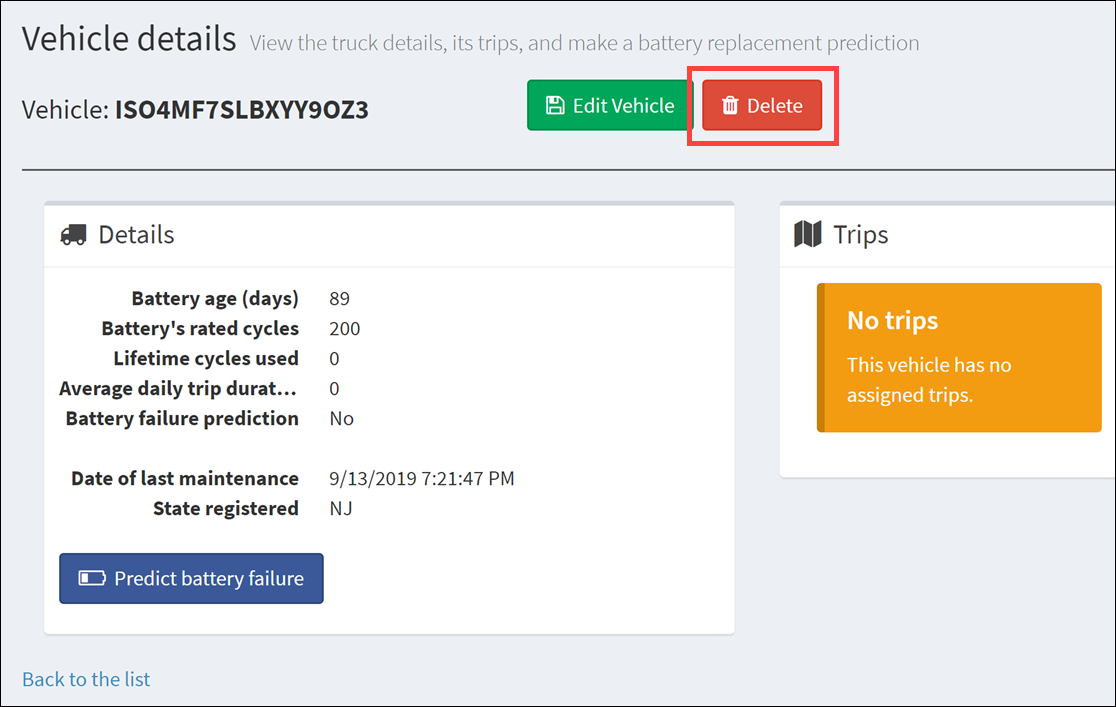 Vehicle details View the truck details, its trips, and make a battery replacement prediction
Vehicle: ISO4MF7SLBXYY9OZ3
Edit Vehicle
Delete
Details
Battery age (days) 89
Battery's rated cycles 200
Lifetime cycles used 0
Average daily trip durat... 0
Battery failure prediction No
Date of last maintenance 9/13/2019 7:21:47 PM
State registered NJ
Predict battery failure
Trips
No trips
This vehicle has no
assigned trips.
Back to the list